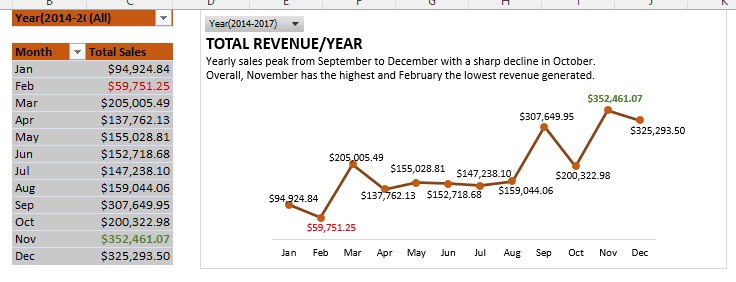 Year(2014-2( (All)
Month Total Sales
Jan $94,924.84
Feb $59,751.25
Mar $205,005.49
Apr $137,762.13
May $155,028.81
Jun $152,718.68
Jul $147,238.10
Aug $159,044.06
Sep $307,649.95
Oct $200,322.98
Nov $352,461.07
Dec $325,293.50
Year(2014-2017)
TOTAL REVENUE/YEAR
Yearly sales peak from September to December with a sharp decline in October.
Overall, November has the highest and February the lowest revenue generated.
$94,924.84
$59,751.25
$205,005.49
$137,762.13
$155,028.81
$152,718.68
$147,238.10
$159,044.06
$307,649.95
$200,322.98
$352,461.07
$325,293.50
Jan Feb Mar Apr May Jun Jul Aug Sep Oct Nov Dec